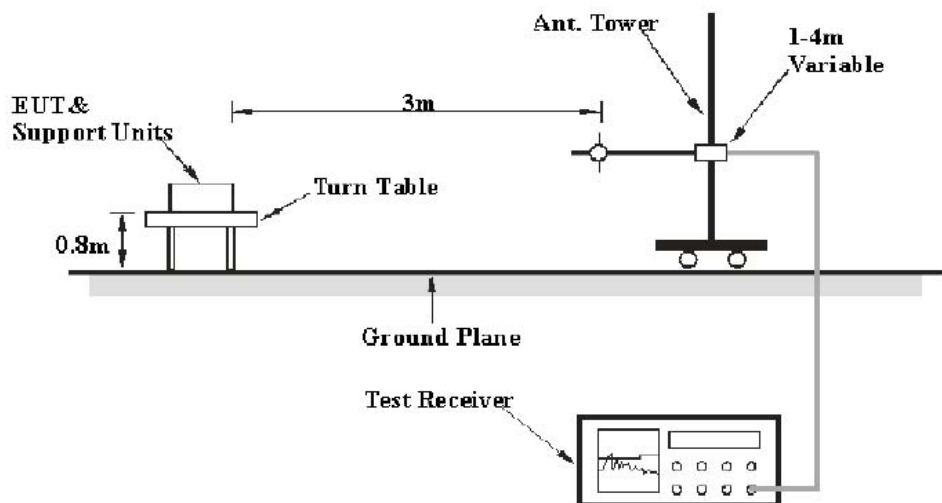 Ant. Tower
1-4m
Variable
3m
EUT&
Support Units
Turn Table
0.8m
Ground Plane
Test Receiver